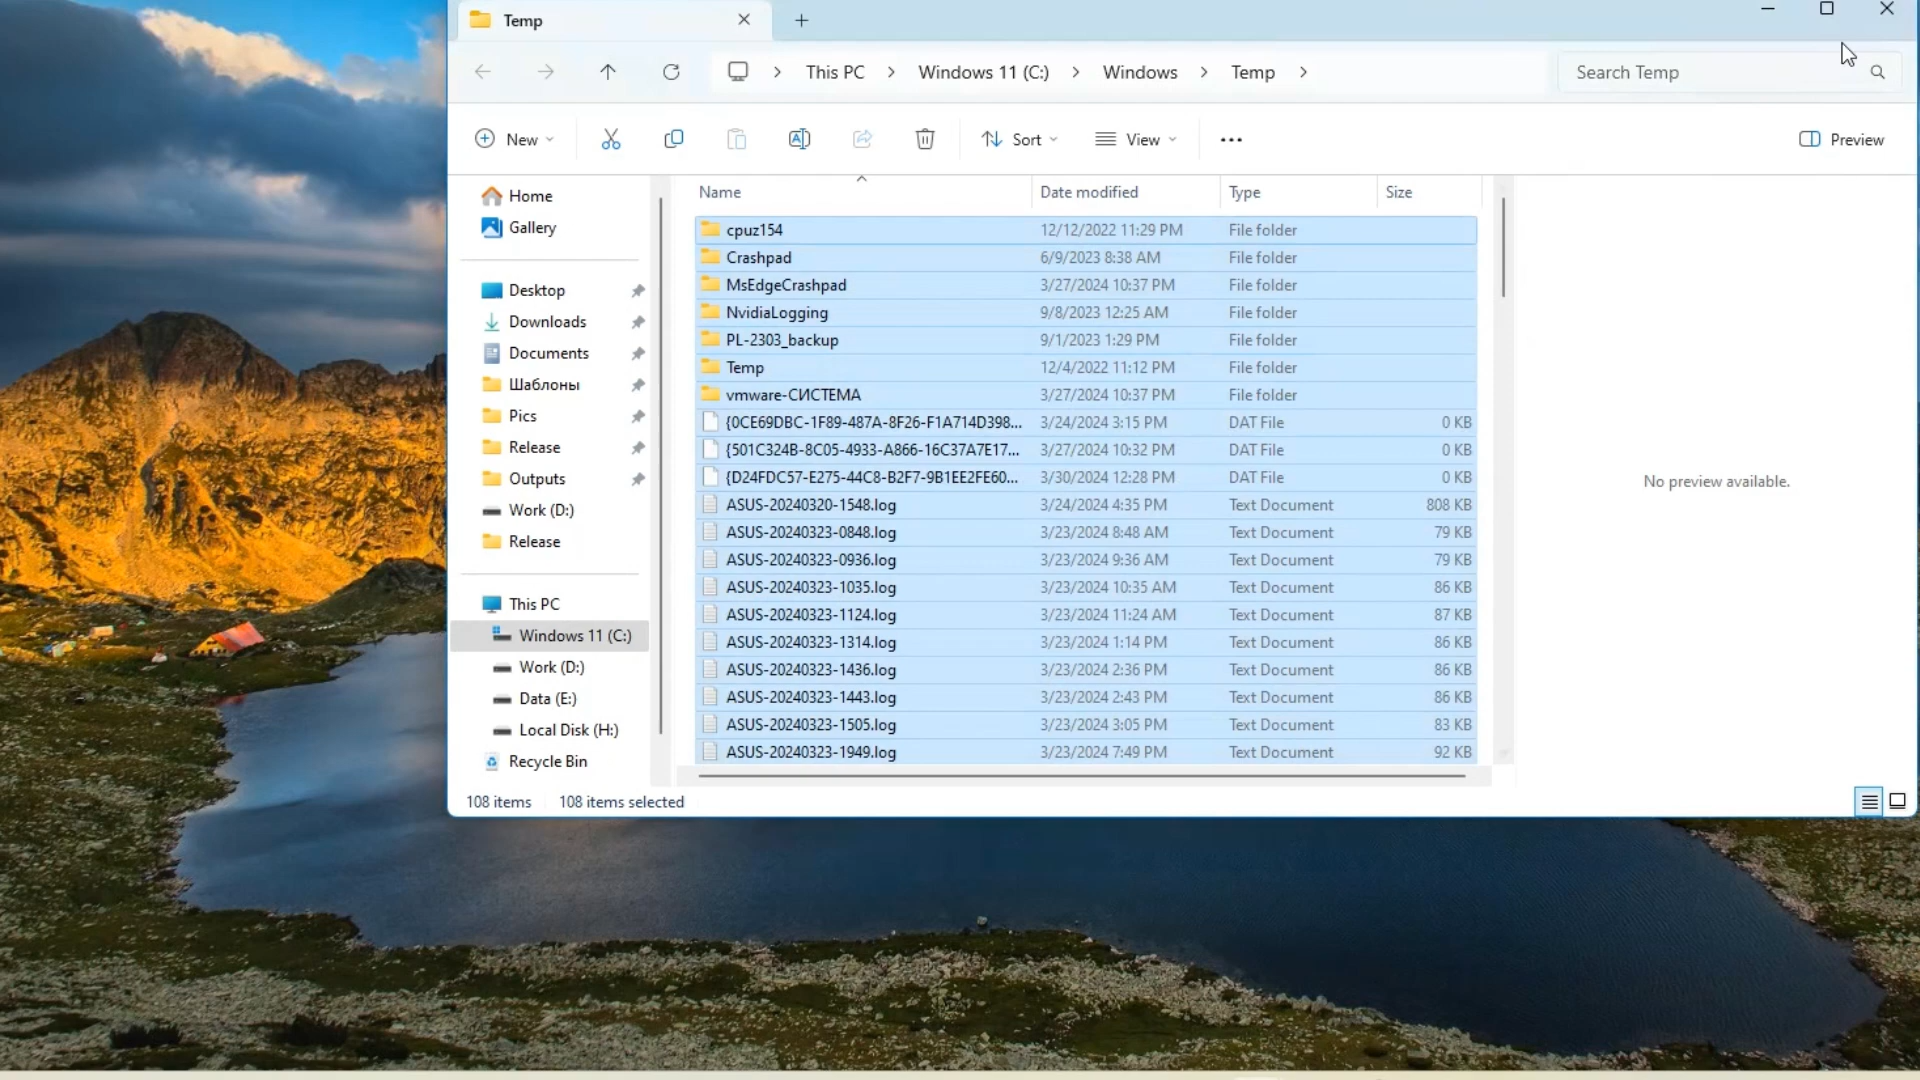 Temp
This PC
Windows 11 (C:)
Windows
Temp
Search Temp
New
Sort
View
Preview
Home
Gallery
Desktop
Downloads
Documents
Шаблоны
Pics
Release
Outputs
Work (D:)
Release
This PC
Windows 11 (C:)
Work (D:)
Data (E:)
Local Disk (H:)
Recycle Bin
Name Date modified Type Size
cpuz154 12/12/2022 11:29 PM File folder
Crashpad 6/9/2023 8:38 AM File folder
MsEdgeCrashpad 3/27/2024 10:37 PM File folder
NvidiaLogging 9/8/2023 12:25 AM File folder
PL-2303_backup 9/1/2023 1:29 PM File folder
Temp 12/4/2022 11:12 PM File folder
vmware-СИСТЕМА 3/27/2024 10:37 PM File folder
{0CE69DBC-1F89-487A-8F26-F1A714D398... 3/24/2024 3:15 PM DAT File 0 KB
{501C324B-8C05-4933-A866-16C37A7E17... 3/27/2024 10:32 PM DAT File 0 KB
{D24FDC57-E275-44C8-B2F7-9B1EE2FE60... 3/30/2024 12:28 PM DAT File 0 KB
ASUS-20240320-1548.log 3/24/2024 4:35 PM Text Document 808 KB
ASUS-20240323-0848.log 3/23/2024 8:48 AM Text Document 79 KB
ASUS-20240323-0936.log 3/23/2024 9:36 AM Text Document 79 KB
ASUS-20240323-1035.log 3/23/2024 10:35 AM Text Document 86 KB
ASUS-20240323-1124.log 3/23/2024 11:24 AM Text Document 87 KB
ASUS-20240323-1314.log 3/23/2024 1:14 PM Text Document 86 KB
ASUS-20240323-1436.log 3/23/2024 2:36 PM Text Document 86 KB
ASUS-20240323-1443.log 3/23/2024 2:43 PM Text Document 86 KB
ASUS-20240323-1505.log 3/23/2024 3:05 PM Text Document 83 KB
ASUS-20240323-1949.log 3/23/2024 7:49 PM Text Document 92 KB
No preview available.
108 items 108 items selected